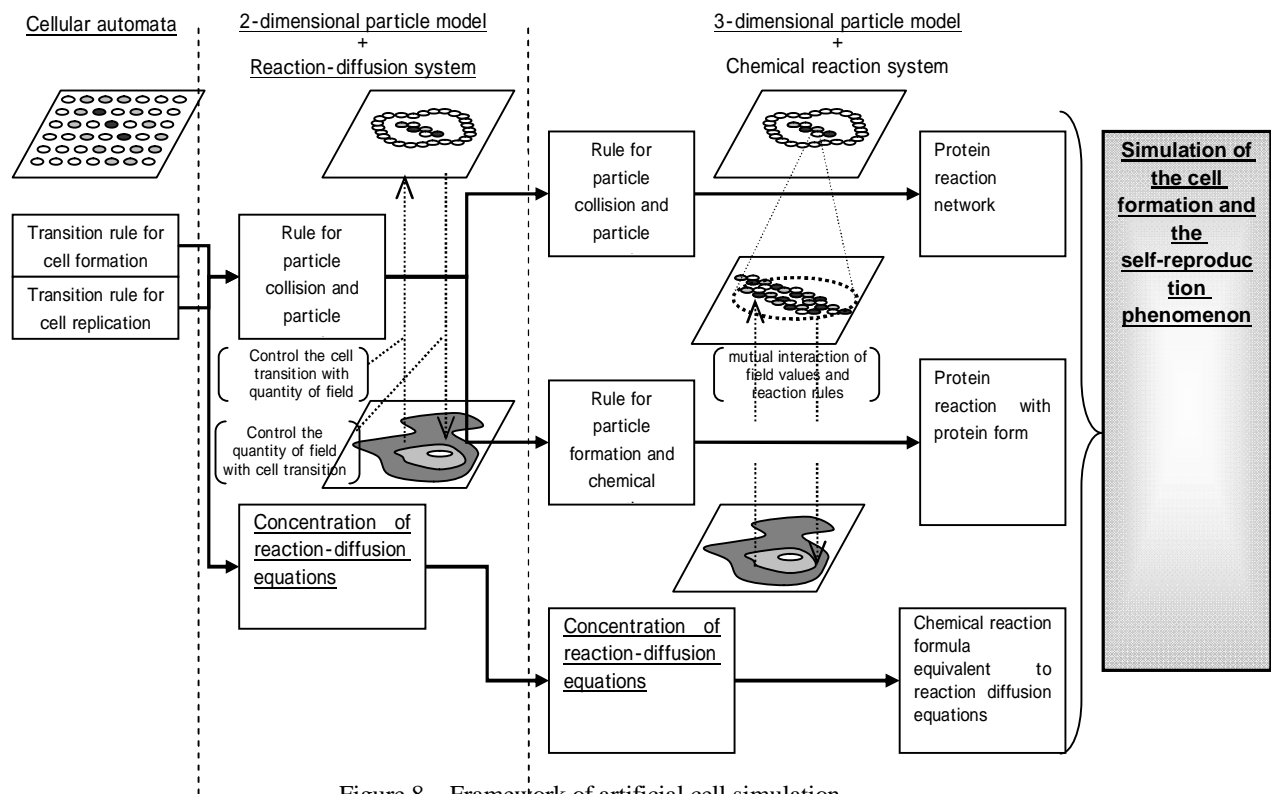 Cellular automata
2-dimensional particle model
+
Reaction-diffusion system
3-dimensional particle model
+
Chemical reaction system
Transition rule for
cell formation
Transition rule for
cell replication
Rule for
particle
collision and
particle
Control the cell
transition with
quantity of field
Control the
quantity of field
with cell transition
Concentration of
reaction-diffusion
equations
Rule for
particle
collision and
particle
mutual interaction of
field values and
reaction rules
Rule for
particle
formation and
chemical
Concentration of
reaction-diffusion
equations
Protein
reaction
network
Protein
reaction with
protein form
Chemical reaction
formula
equivalent to
reaction diffusion
equations
Simulation of
the cell
formation and
the
self-reproduc
tion
phenomenon
Figure 8 Framework of artificial cell simulation